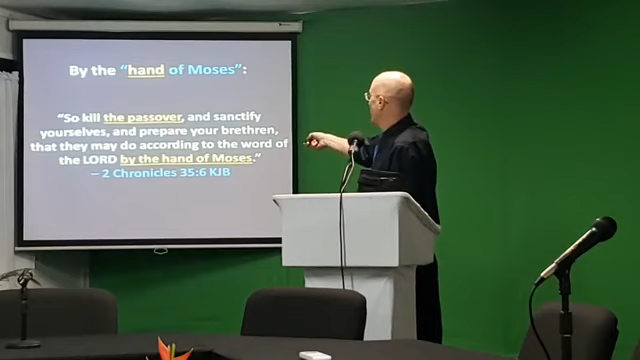 By the “hand of Moses”:
“So kill the passover, and sanctify
yourselves, and prepare your brethren,
that they may do according to the word of
the LORD by the hand of Moses.”
– 2 Chronicles 35:6 KJB